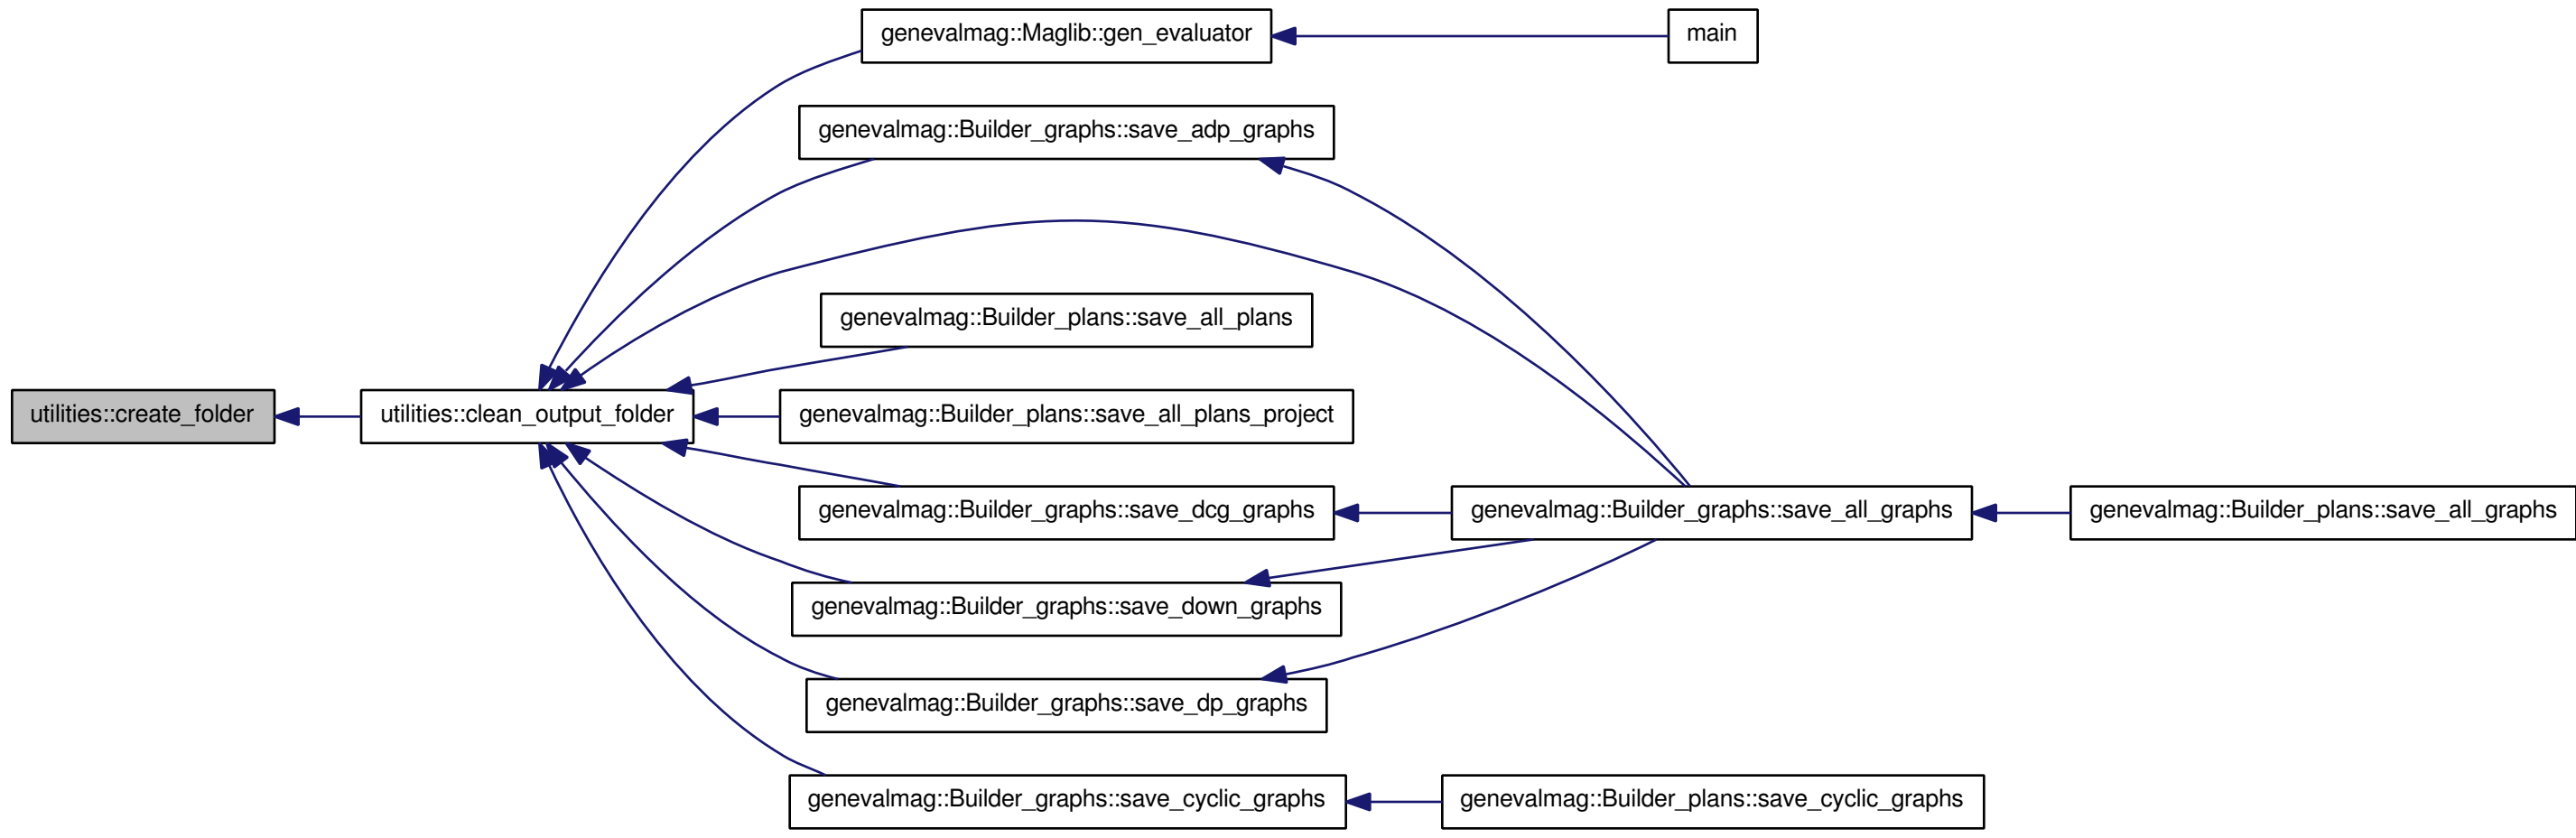 genevalmag::Maglib::gen_evaluator
main
genevalmag::Builder_graphs::save_adp_graphs
genevalmag::Builder_plans::save_all_plans
utilities::create_folder
utilities::clean_output_folder
genevalmag::Builder_plans::save_all_plans_project
genevalmag::Builder_graphs::save_dcg_graphs
genevalmag::Builder_graphs::save_all_graphs
genevalmag::Builder_plans::save_all_graphs
genevalmag::Builder_graphs::save_down_graphs
genevalmag::Builder_graphs::save_dp_graphs
genevalmag::Builder_graphs::save_cyclic_graphs
genevalmag::Builder_plans::save_cyclic_graphs